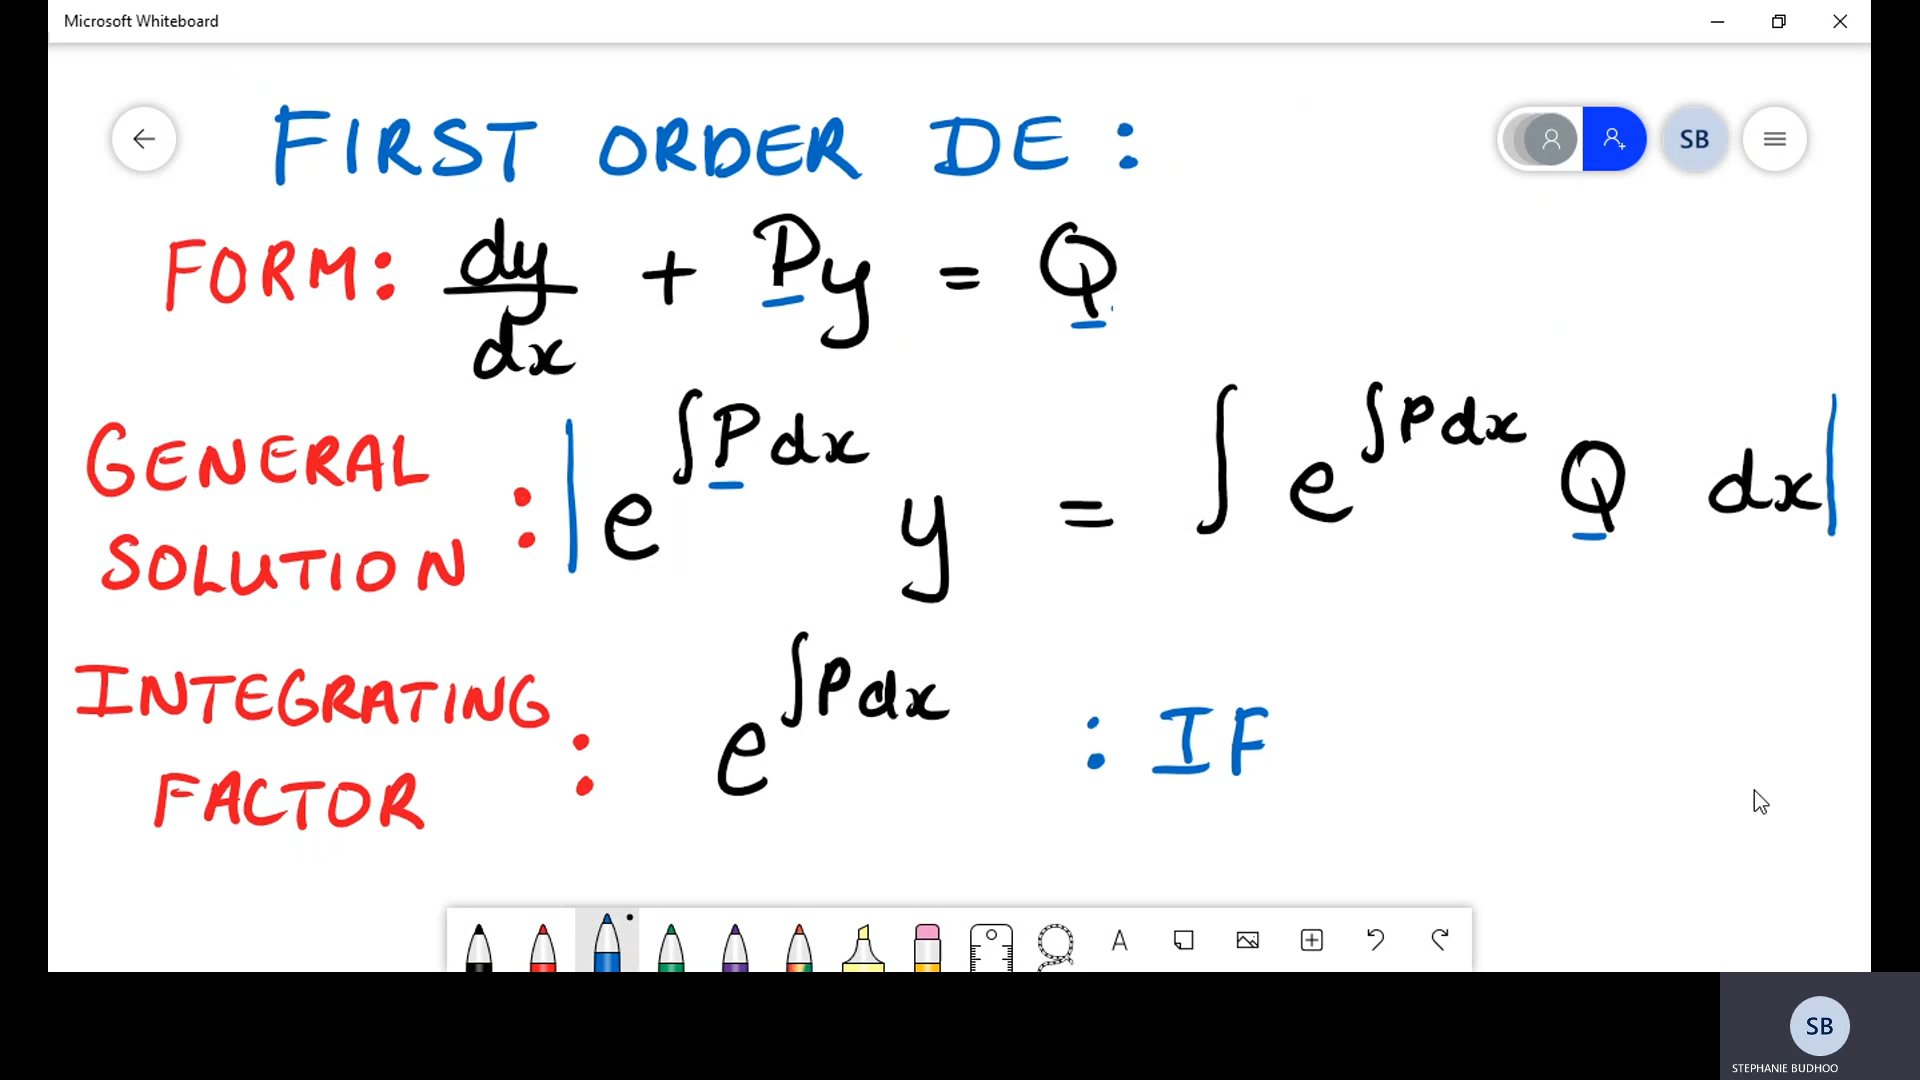 Microsoft Whiteboard
FIRST ORDER DE :
SB
FORM: dy/dx + Py = Q
GENERAL SOLUTION : | e^∫Pdx y = ∫ e^∫Pdx Q dx |
INTEGRATING FACTOR : e^∫Pdx : IF
A
SB
STEPHANIE BUDHOO